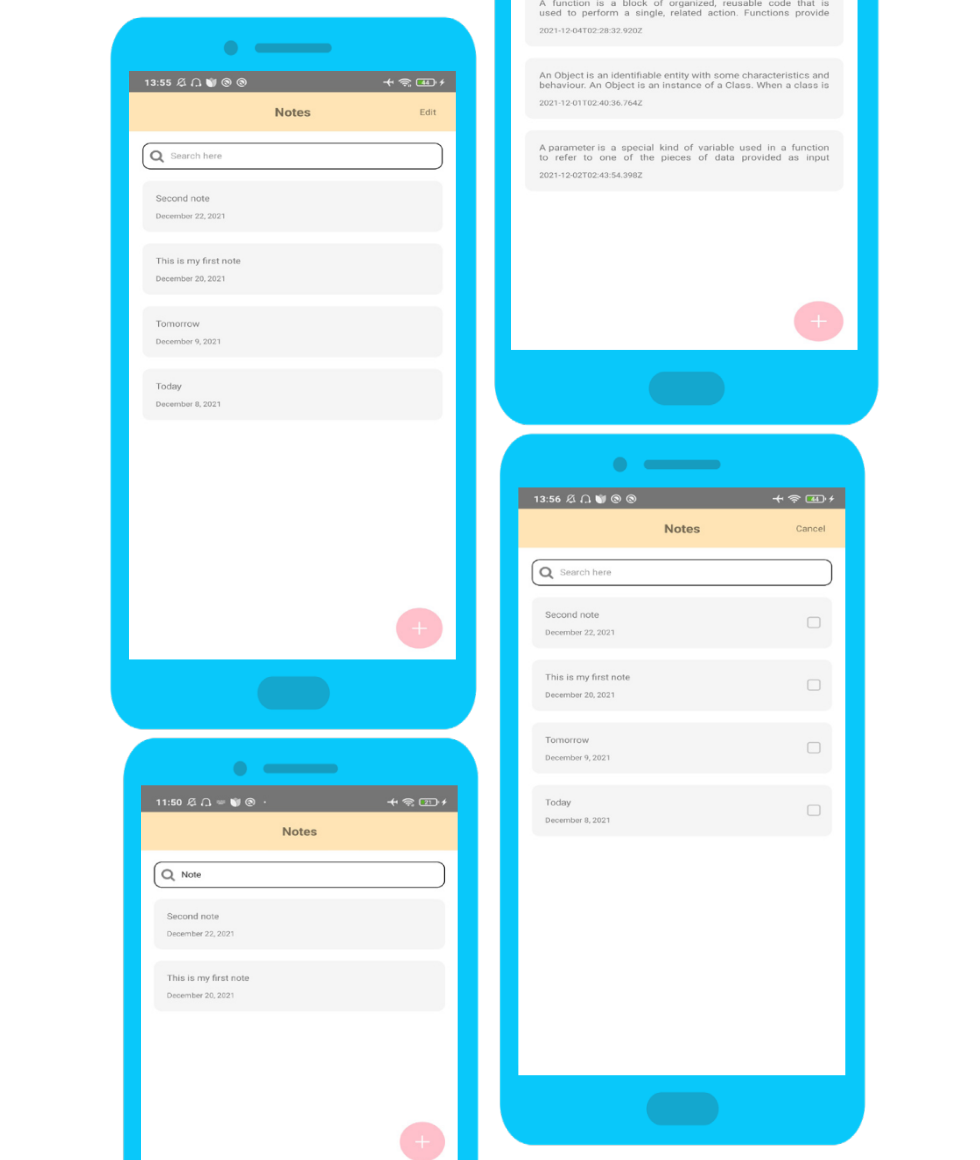 13:55
44
Notes
Edit
Search here
Second note
December 22, 2021
This is my first note
December 20, 2021
Tomorrow
December 9, 2021
Today
December 8, 2021
+
A function is a block of organized, reusable code that is
used to perform a single, related action. Functions provide
2021-12-04T02:28:32.920Z
An Object is an identifiable entity with some characteristics and
behaviour. An Object is an instance of a Class. When a class is
2021-12-01T02:40:36.764Z
A parameter is a special kind of variable used in a function
to refer to one of the pieces of data provided as input
2021-12-02T02:43:54.398Z
+
13:56
44
Notes
Cancel
Search here
Second note
December 22, 2021
This is my first note
December 20, 2021
Tomorrow
December 9, 2021
Today
December 8, 2021
11:50
21
Notes
Note
Second note
December 22, 2021
This is my first note
December 20, 2021
+